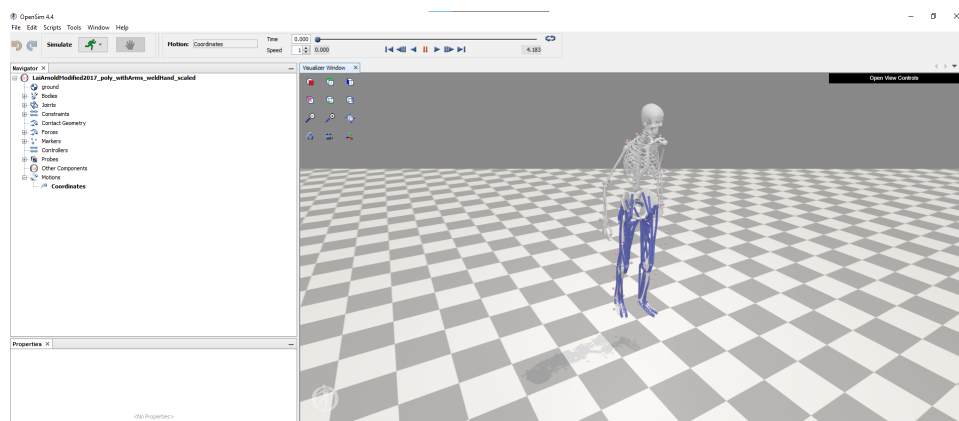 OpenSim 4.4
File Edit Scripts Tools Window Help
Simulate
Motion: Coordinates
Time 0.000
Speed 1 0.000 4.183
Navigator ×
LaiArnoldModified2017_poly_withArms_weldHand_scaled
ground
Bodies
Joints
Constraints
Contact Geometry
Forces
Markers
Controllers
Probes
Other Components
Motions
Coordinates
Properties ×
<No Properties>
Visualizer Window ×
Open View Controls